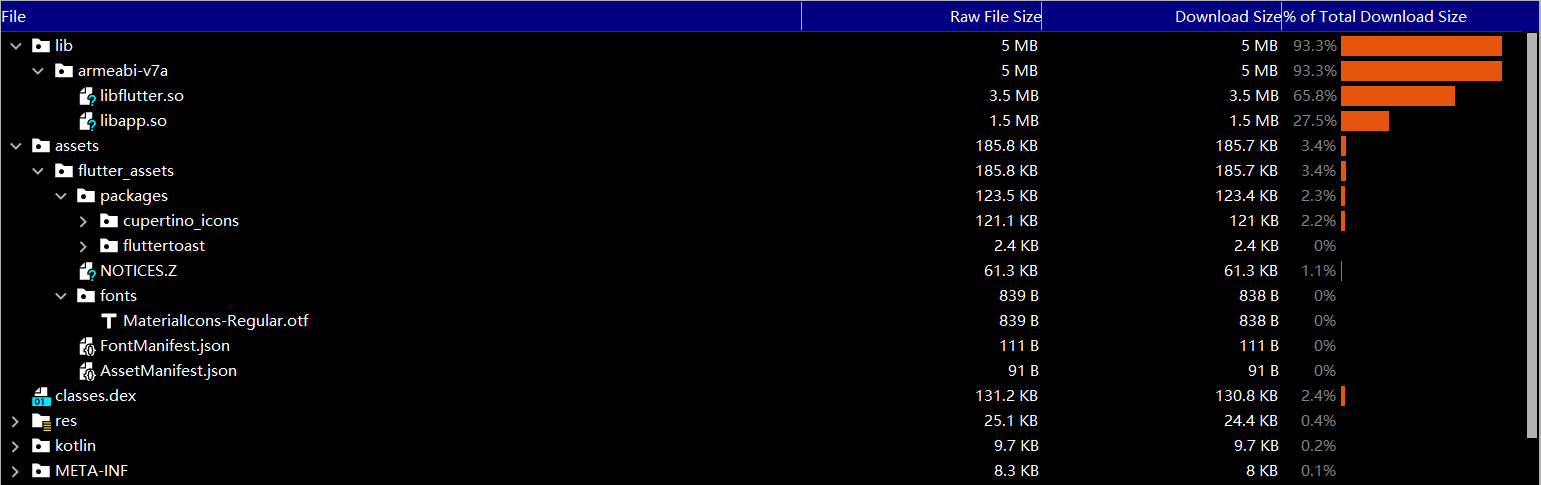 File Raw File Size Download Size % of Total Download Size
lib 5 MB 5 MB 93.3%
armeabi-v7a 5 MB 5 MB 93.3%
libflutter.so 3.5 MB 3.5 MB 65.8%
libapp.so 1.5 MB 1.5 MB 27.5%
assets 185.8 KB 185.7 KB 3.4%
flutter_assets 185.8 KB 185.7 KB 3.4%
packages 123.5 KB 123.4 KB 2.3%
cupertino_icons 121.1 KB 121 KB 2.2%
fluttertoast 2.4 KB 2.4 KB 0%
NOTICES.Z 61.3 KB 61.3 KB 1.1%
fonts 839 B 838 B 0%
MaterialIcons-Regular.otf 839 B 838 B 0%
FontManifest.json 111 B 111 B 0%
AssetManifest.json 91 B 91 B 0%
classes.dex 131.2 KB 130.8 KB 2.4%
res 25.1 KB 24.4 KB 0.4%
kotlin 9.7 KB 9.7 KB 0.2%
META-INF 8.3 KB 8 KB 0.1%